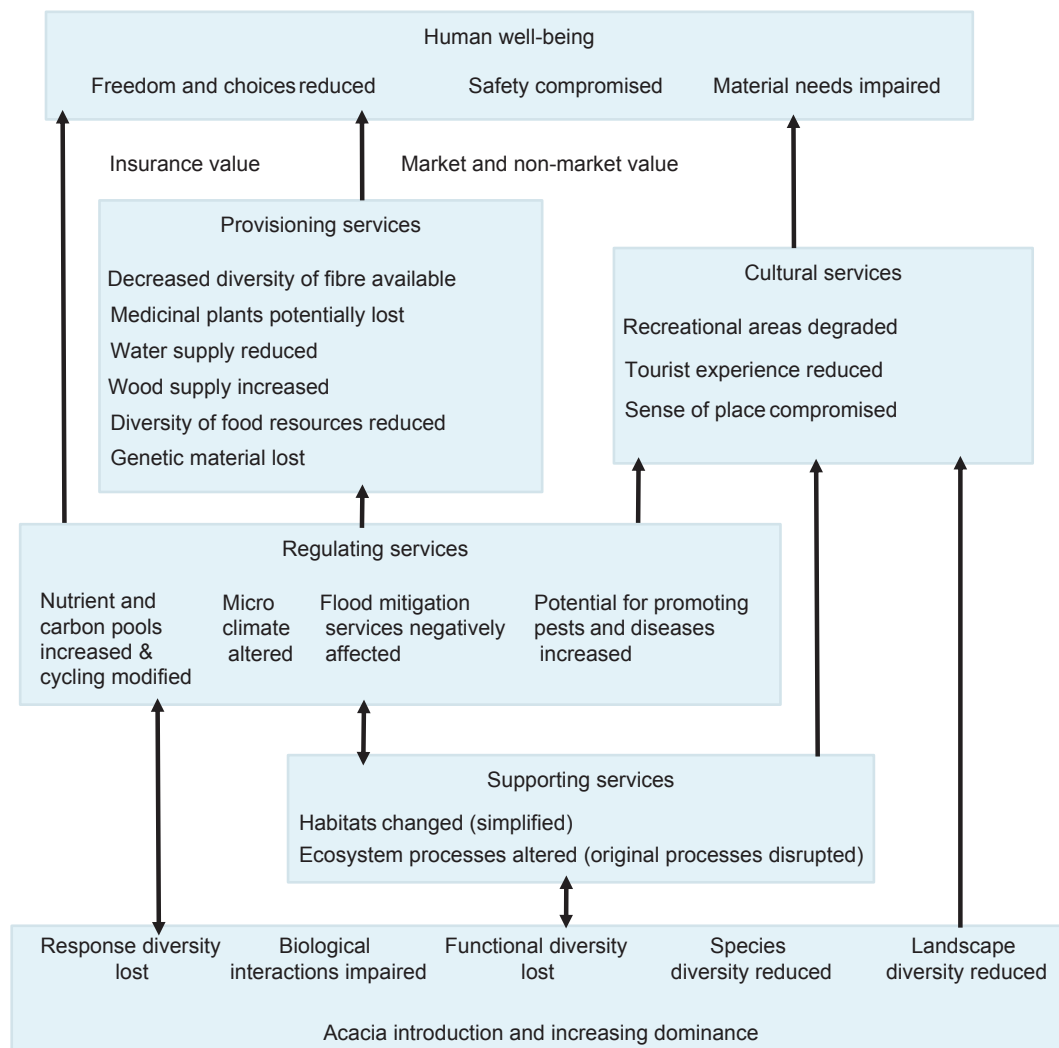 Human well-being
Freedom and choices reduced
Safety compromised
Material needs impaired
Insurance value
Market and non-market value
Provisioning services
Decreased diversity of fibre available
Medicinal plants potentially lost
Water supply reduced
Wood supply increased
Diversity of food resources reduced
Genetic material lost
Cultural services
Recreational areas degraded
Tourist experience reduced
Sense of place compromised
Regulating services
Nutrient and
carbon pools
increased &
cycling modified
Micro
climate
altered
Flood mitigation
services negatively
affected
Potential for promoting
pests and diseases
increased
Supporting services
Habitats changed (simplified)
Ecosystem processes altered (original processes disrupted)
Response diversity
lost
Biological
interactions impaired
Functional diversity
lost
Species
diversity reduced
Landscape
diversity reduced
Acacia introduction and increasing dominance